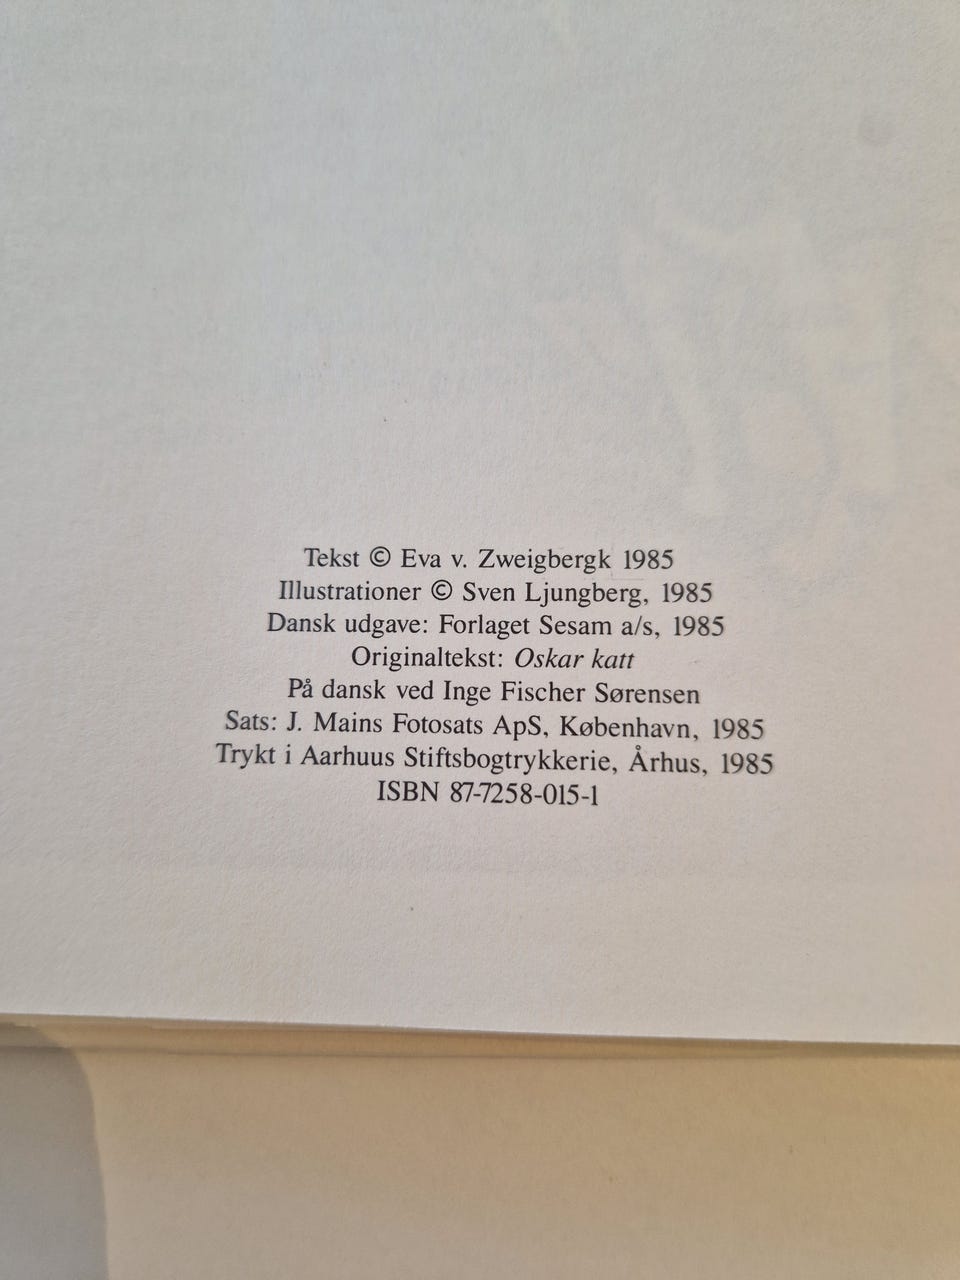 Tekst © Eva v. Zweigbergk 1985
Illustrationer © Sven Ljungberg, 1985
Dansk udgave: Forlaget Sesam a/s, 1985
Originaltekst: Oskar katt
På dansk ved Inge Fischer Sørensen
Sats: J. Mains Fotosats ApS, København, 1985
Trykt i Aarhuus Stiftsbogtrykkerie, Århus, 1985
ISBN 87-7258-015-1